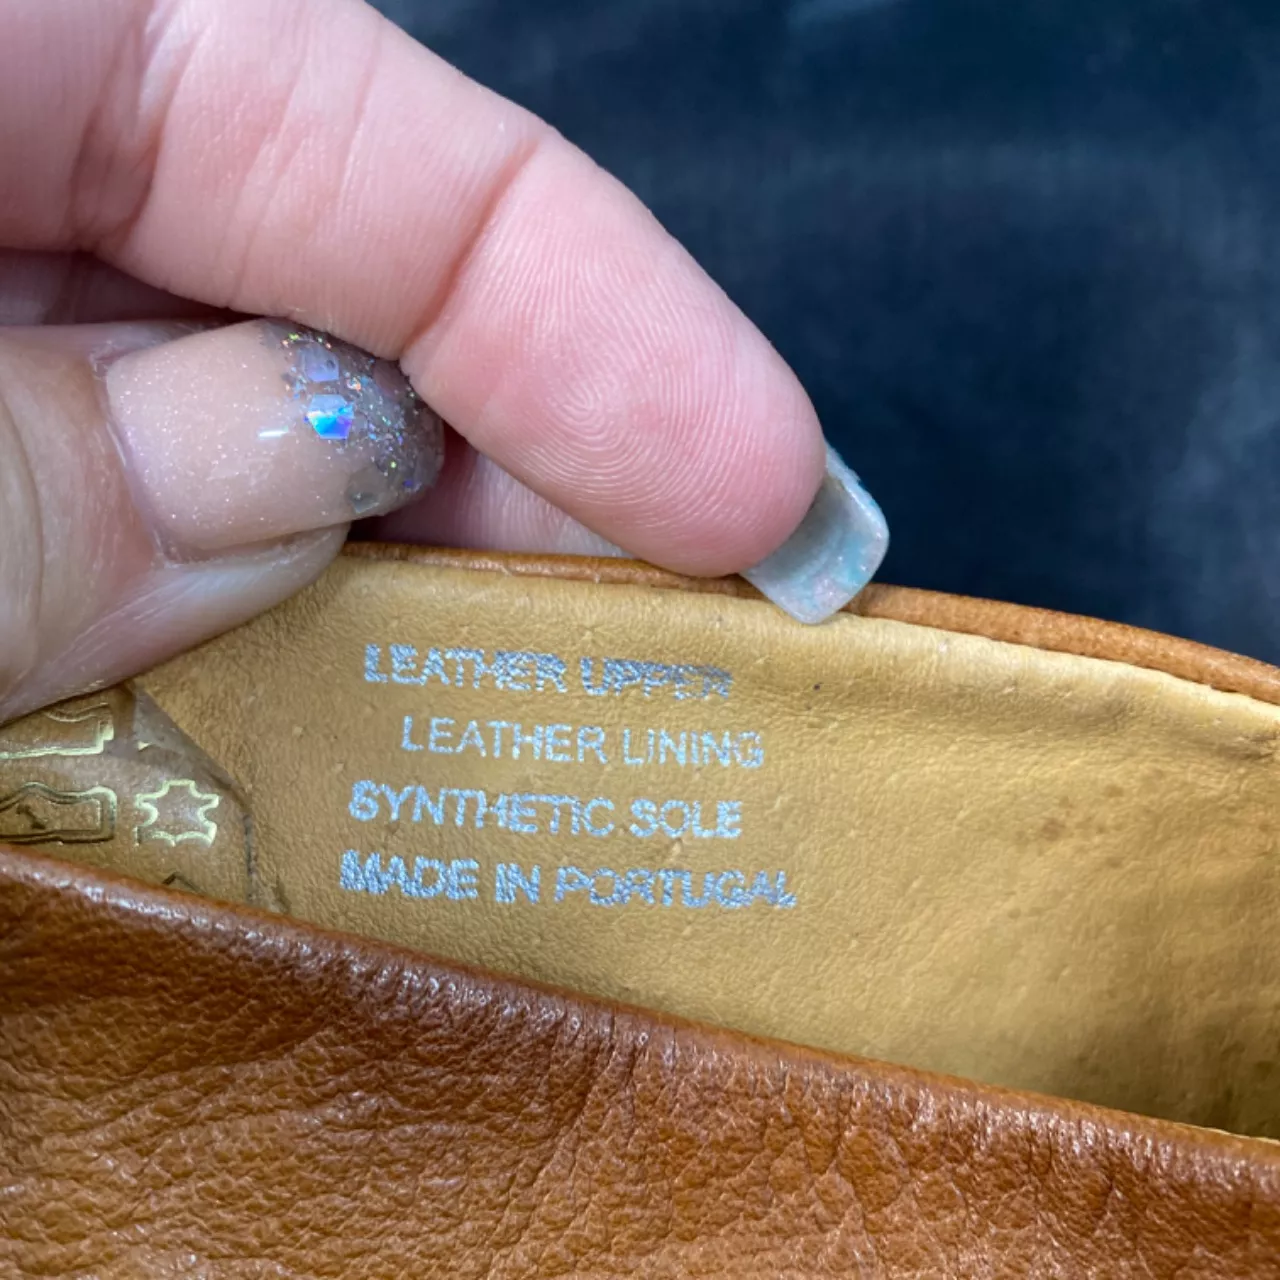 LEATHER UPPER
LEATHER LINING
SYNTHETIC SOLE
MADE IN PORTUGAL